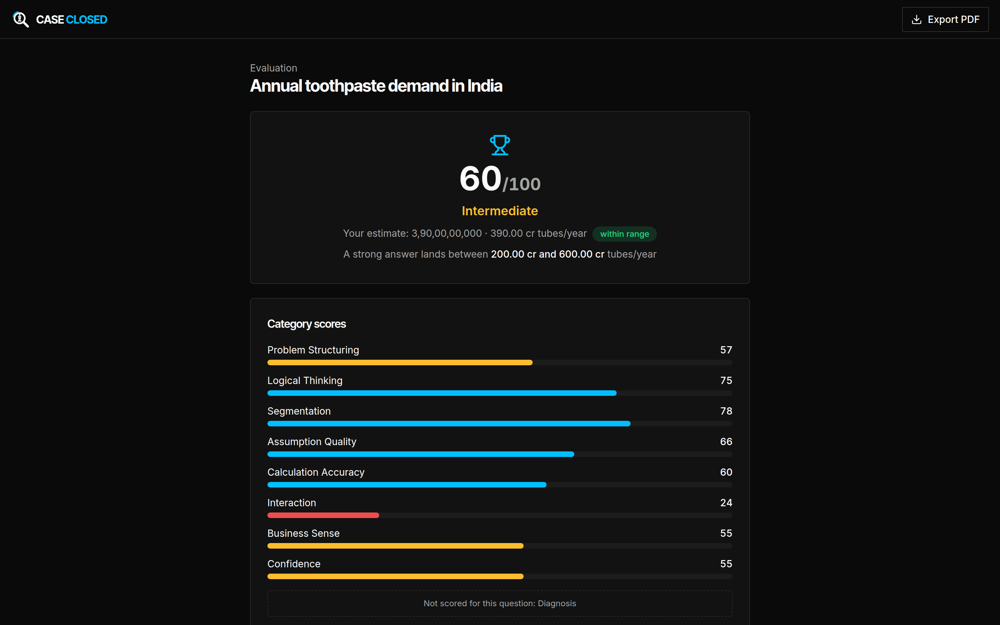 CASE CLOSED
Export PDF
Evaluation
Annual toothpaste demand in India
60/100
Intermediate
Your estimate: 3,90,00,00,000 · 390.00 cr tubes/year within range
A strong answer lands between 200.00 cr and 600.00 cr tubes/year
Category scores
Problem Structuring 57
Logical Thinking 75
Segmentation 78
Assumption Quality 66
Calculation Accuracy 60
Interaction 24
Business Sense 55
Confidence 55
Not scored for this question: Diagnosis